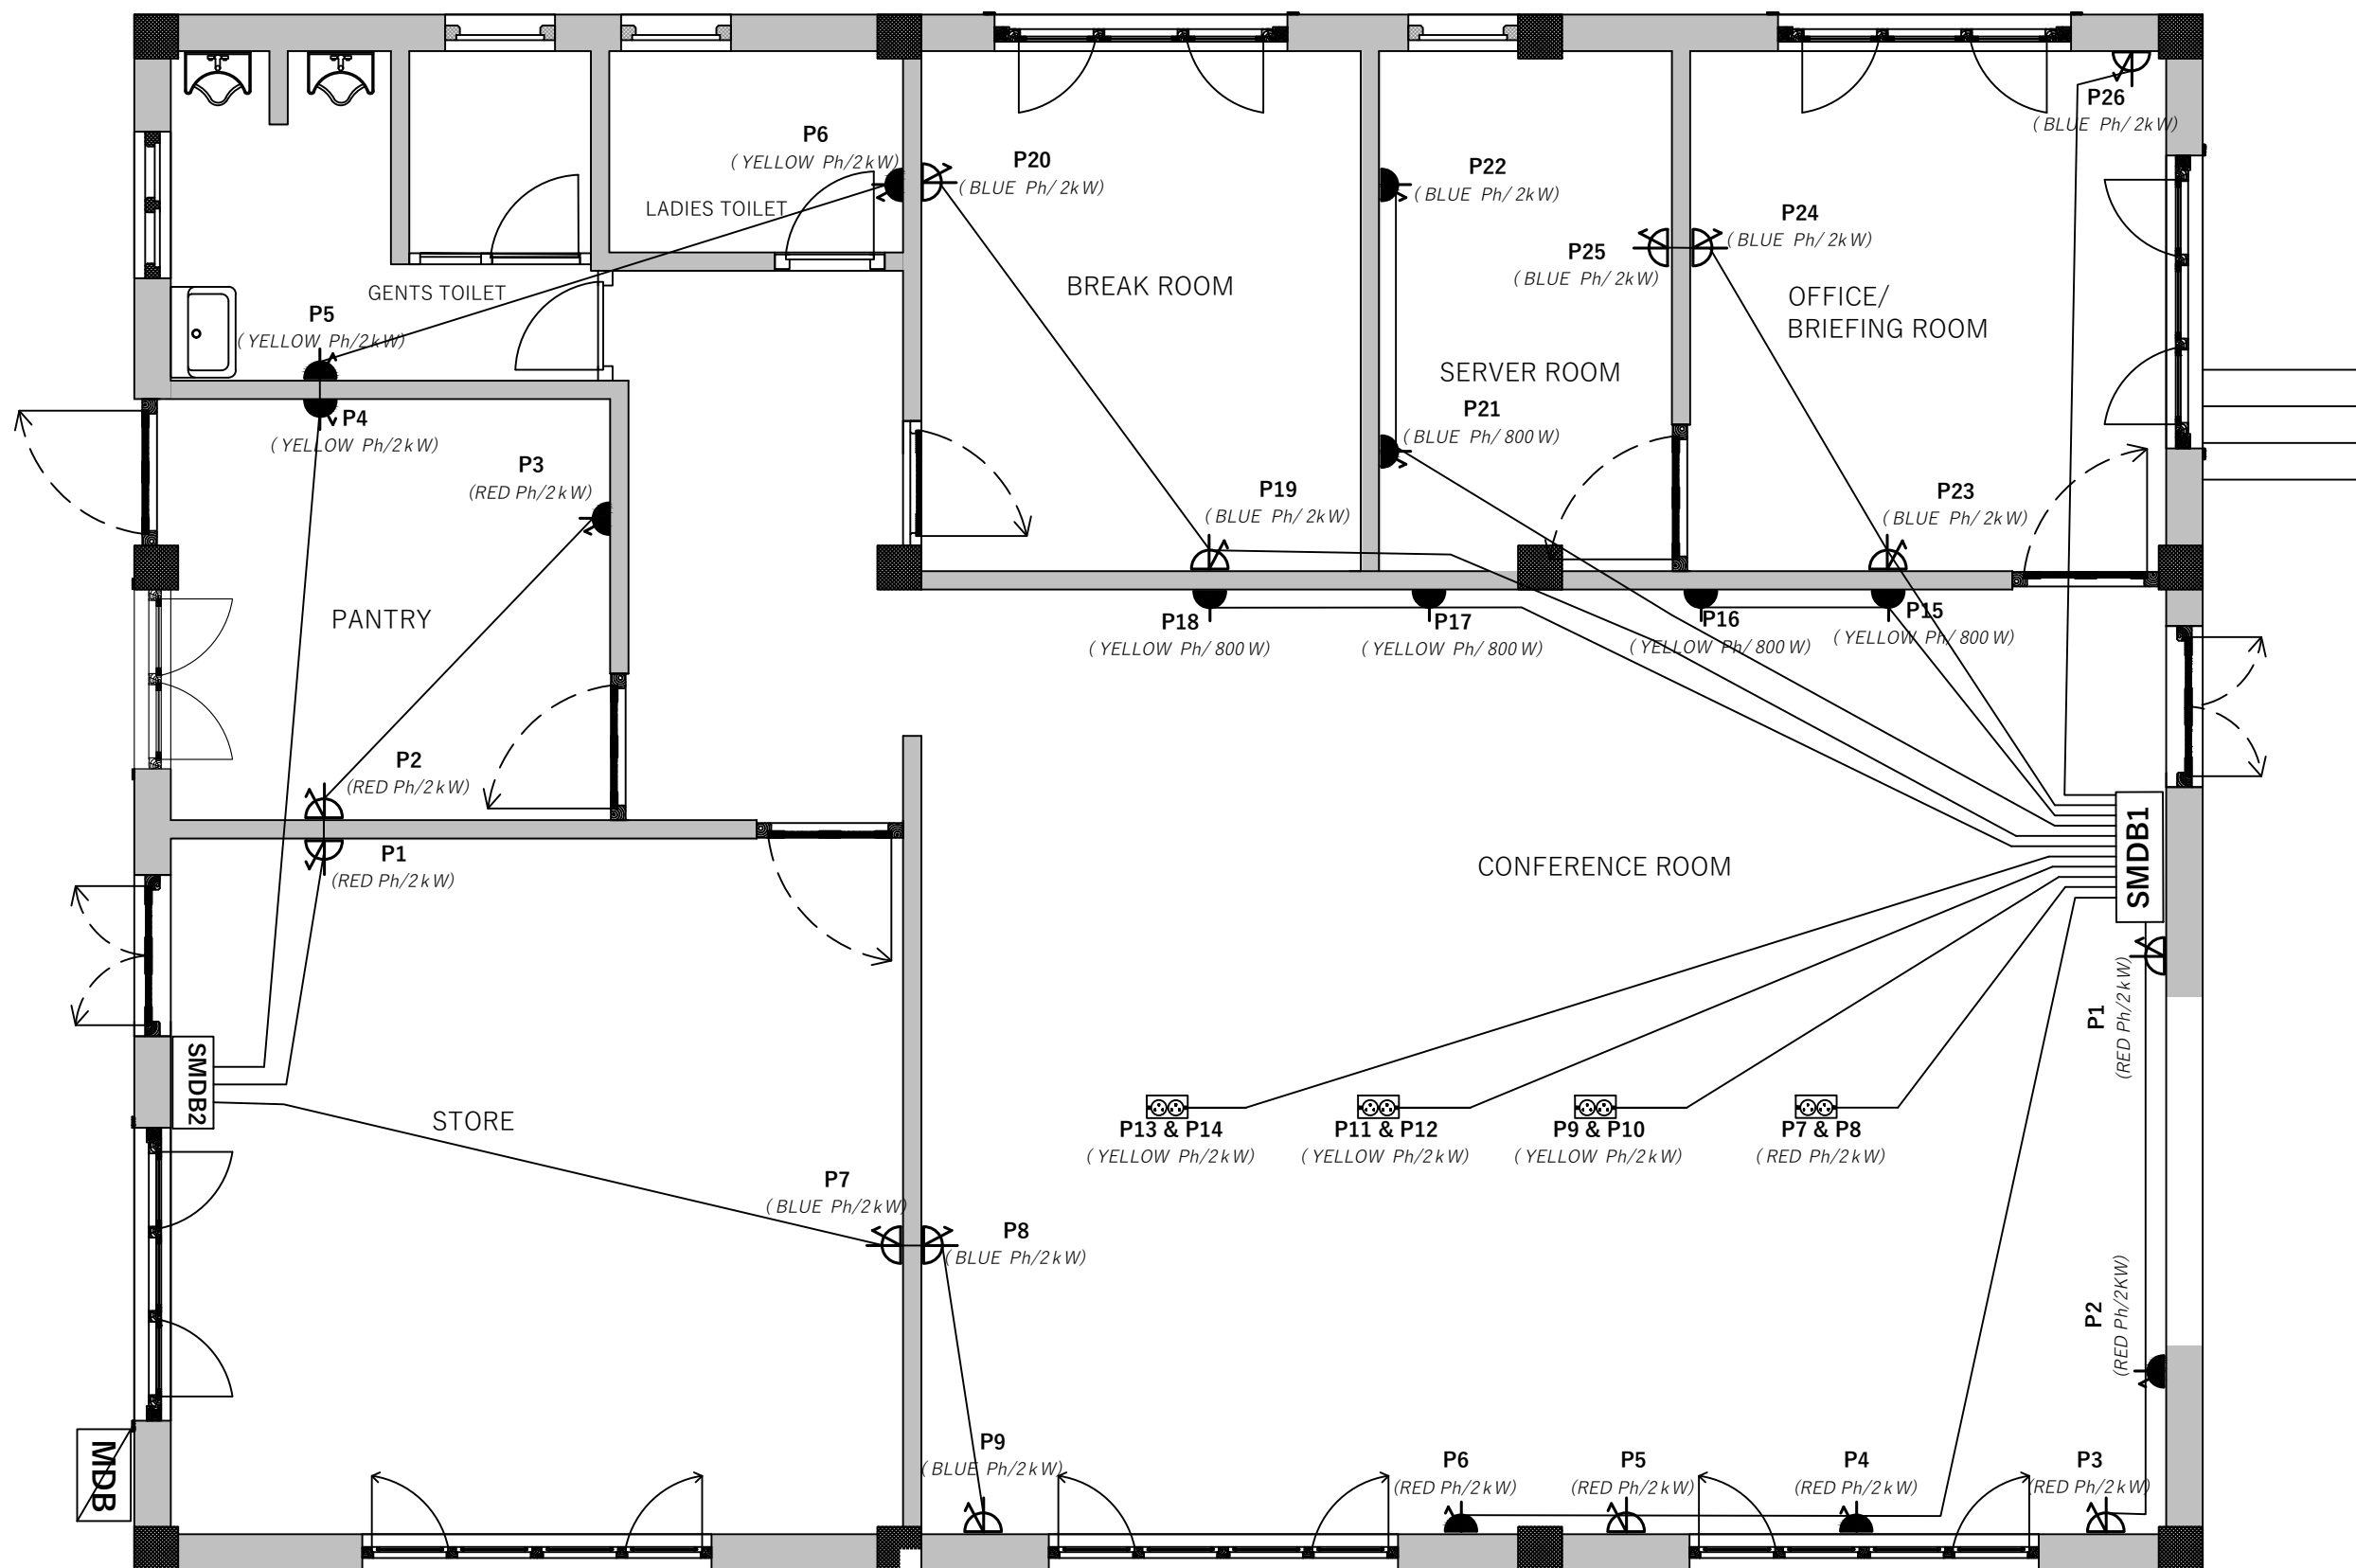 P26
( BLUE Ph/ 2kW)
P6
( YELLOW Ph/2kW)
P20
( BLUE Ph/ 2kW)
P22
( BLUE Ph/ 2kW)
LADIES TOILET
P24
( BLUE Ph/ 2kW)
P25
( BLUE Ph/ 2kW)
GENTS TOILET
BREAK ROOM
OFFICE/
BRIEFING ROOM
P5
( YELLOW Ph/2kW)
SERVER ROOM
P4
( YELLOW Ph/2kW)
P21
( BLUE Ph/ 800 W)
P3
(RED Ph/2kW)
P19
( BLUE Ph/ 2kW)
P23
( BLUE Ph/ 2kW)
PANTRY
P18
( YELLOW Ph/ 800 W)
P17
( YELLOW Ph/ 800 W)
P16
( YELLOW Ph/ 800 W)
P15
( YELLOW Ph/ 800 W)
P2
(RED Ph/2kW)
P1
(RED Ph/2kW)
CONFERENCE ROOM
SMDB1
P1
(RED Ph/2kW)
SMDB2
STORE
P13 & P14
( YELLOW Ph/2kW)
P11 & P12
( YELLOW Ph/2kW)
P9 & P10
( YELLOW Ph/2kW)
P7 & P8
( RED Ph/2kW)
P7
( BLUE Ph/2kW)
P8
( BLUE Ph/2kW)
P2
(RED Ph/2KW)
MDB
P9
( BLUE Ph/2kW)
P6
(RED Ph/2kW)
P5
(RED Ph/2kW)
P4
(RED Ph/2kW)
P3
(RED Ph/2kW)